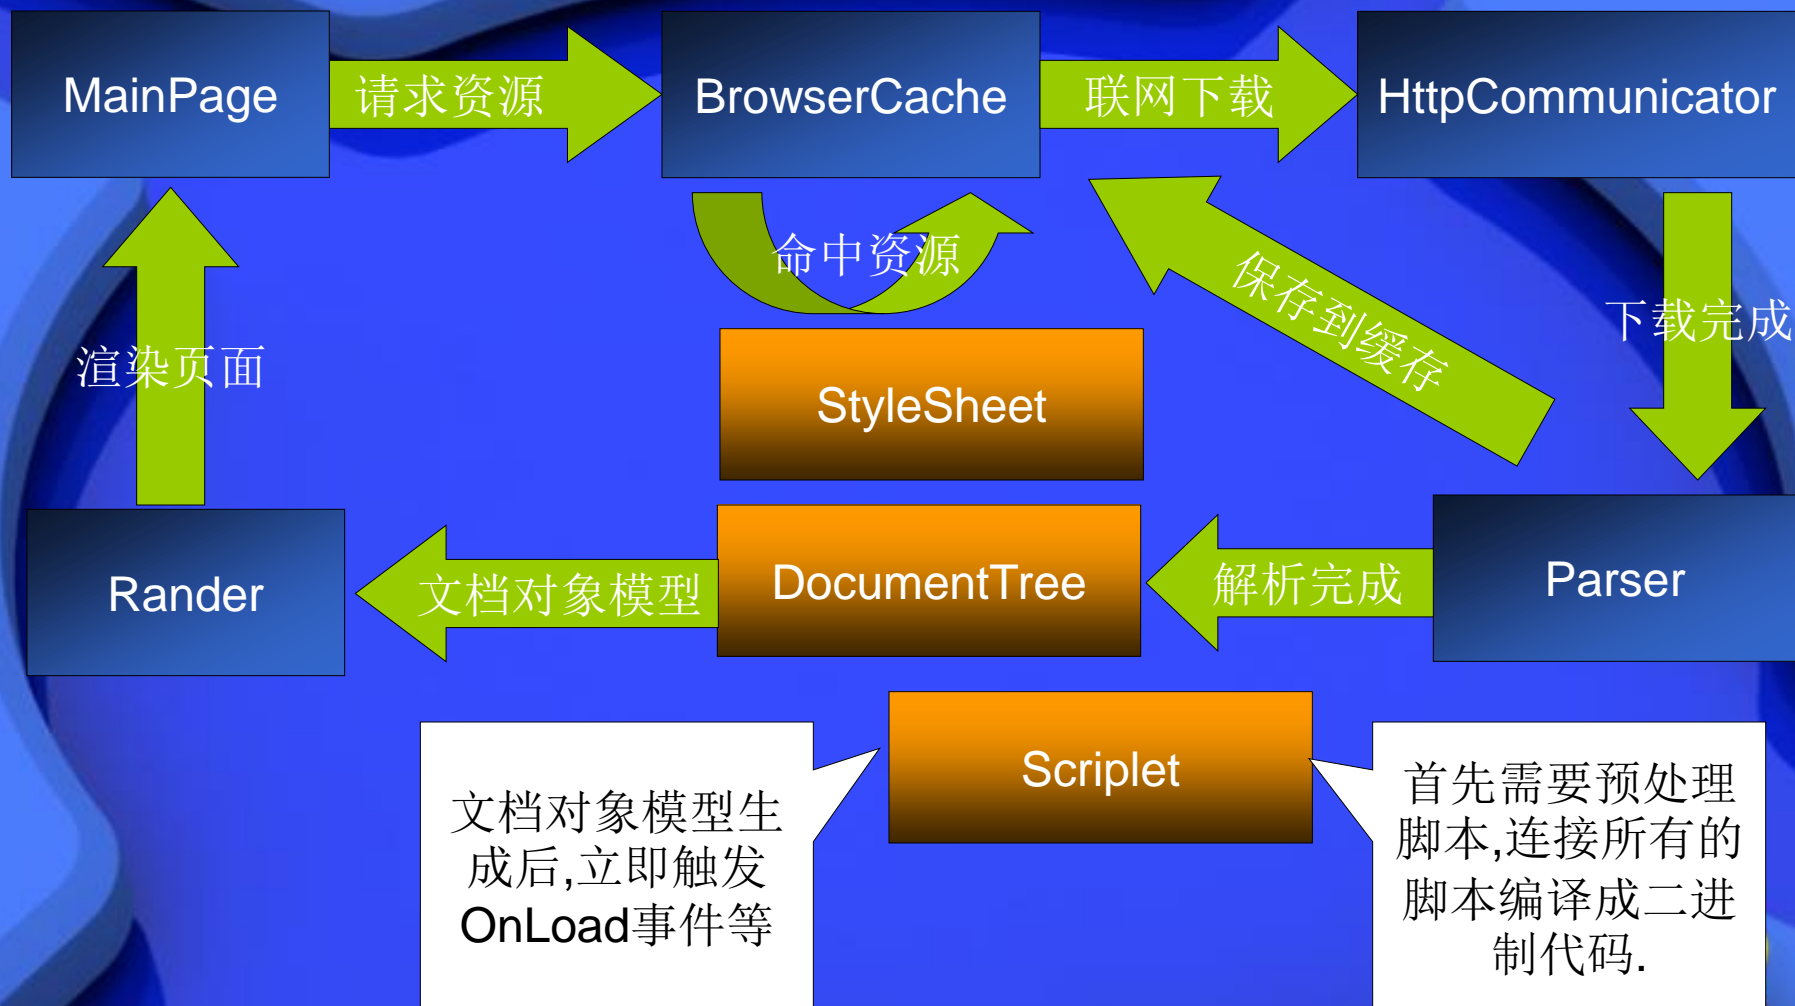 MainPage
请求资源
BrowserCache
联网下载
HttpCommunicator
命中资源
保存到缓存
下载完成
渲染页面
StyleSheet
Rander
文档对象模型
DocumentTree
解析完成
Parser
Scriplet
文档对象模型生
成后,立即触发
OnLoad事件等
首先需要预处理
脚本,连接所有的
脚本编译成二进
制代码.